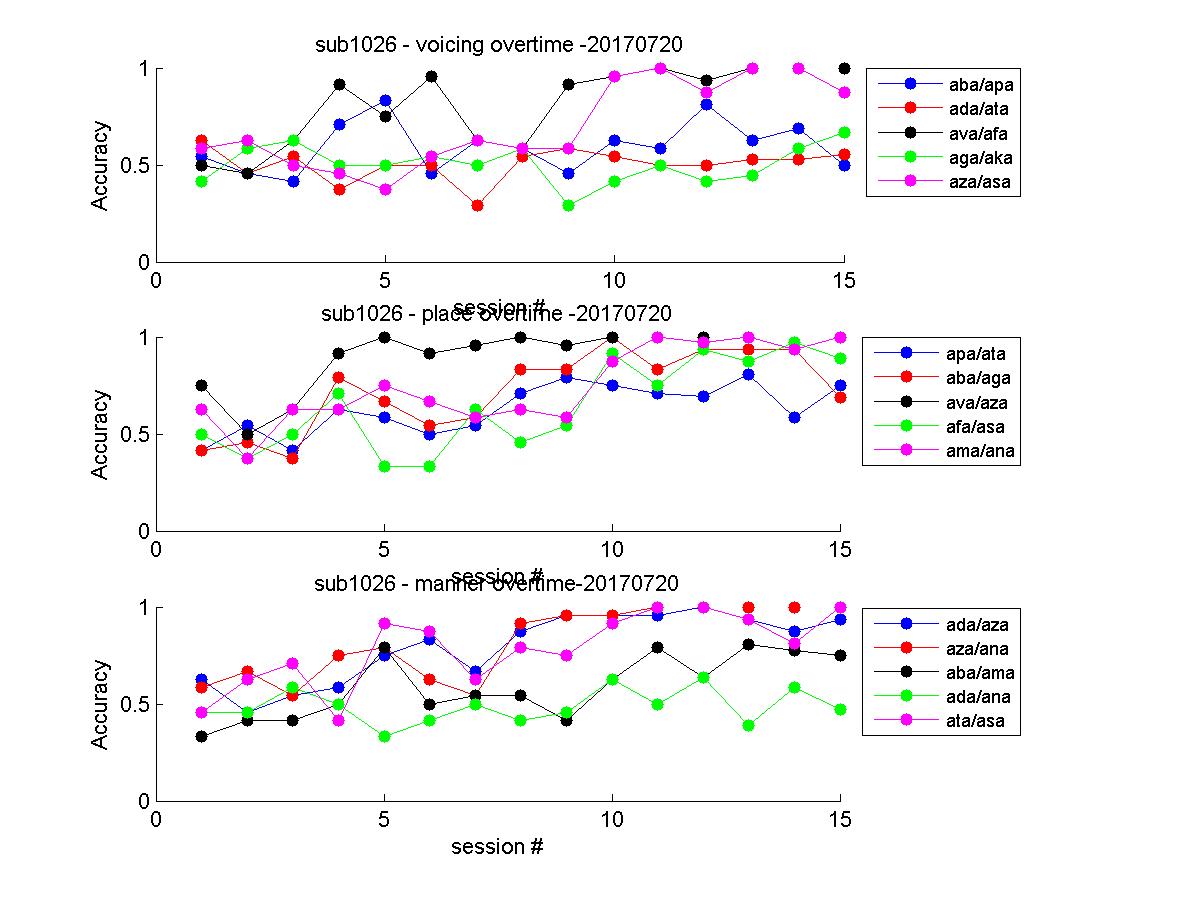 sub1026 - voicing overtime -20170720
1
0.5
0
Accuracy
0
5
10
15
session #
aba/apa
ada/ata
ava/afa
aga/aka
aza/asa
sub1026 - place overtime -20170720
1
0.5
0
Accuracy
0
5
10
15
session #
apa/ata
aba/aga
ava/aza
afa/asa
ama/ana
sub1026 - manner overtime-20170720
1
0.5
0
Accuracy
0
5
10
15
session #
ada/aza
aza/ana
aba/ama
ada/ana
ata/asa